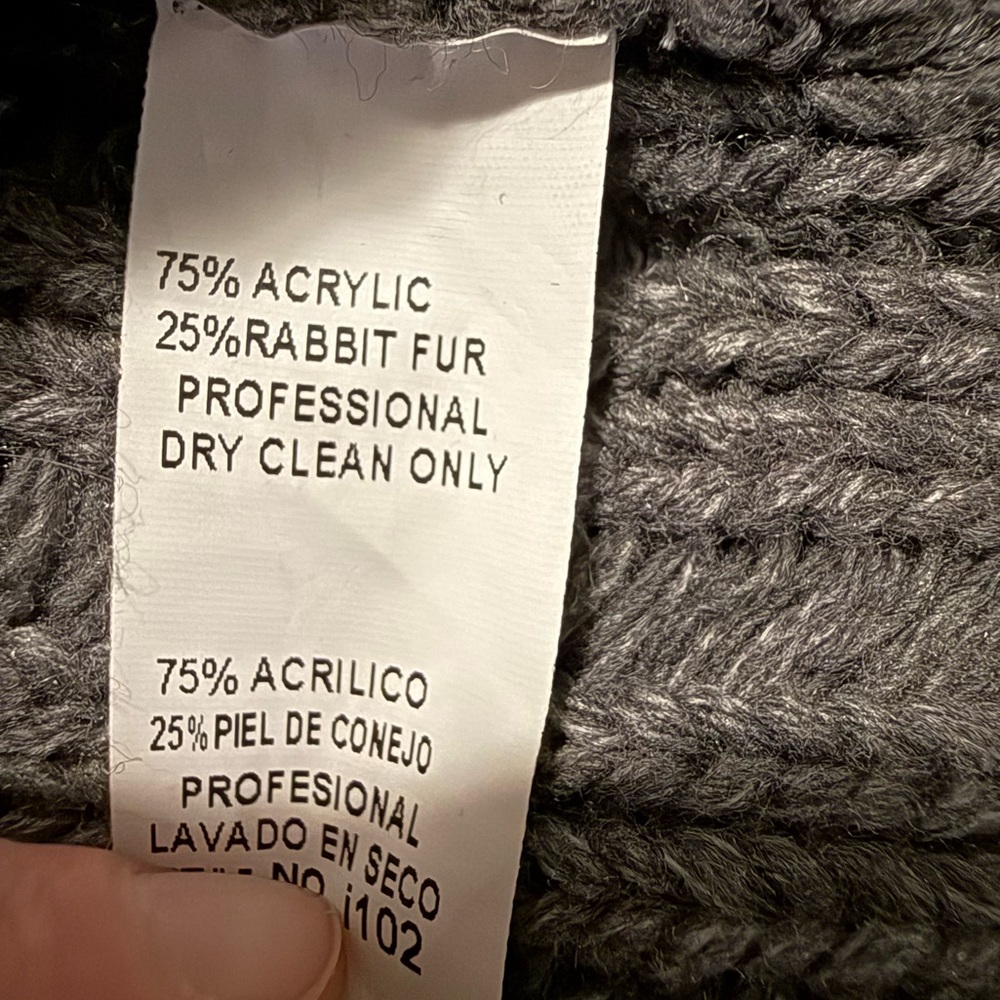 75% ACRYLIC
25%RABBIT FUR
PROFESSIONAL
DRY CLEAN ONLY
75% ACRILICO
25%PIEL DE CONEJO
PROFESIONAL
LAVADO EN SECO
NO i102